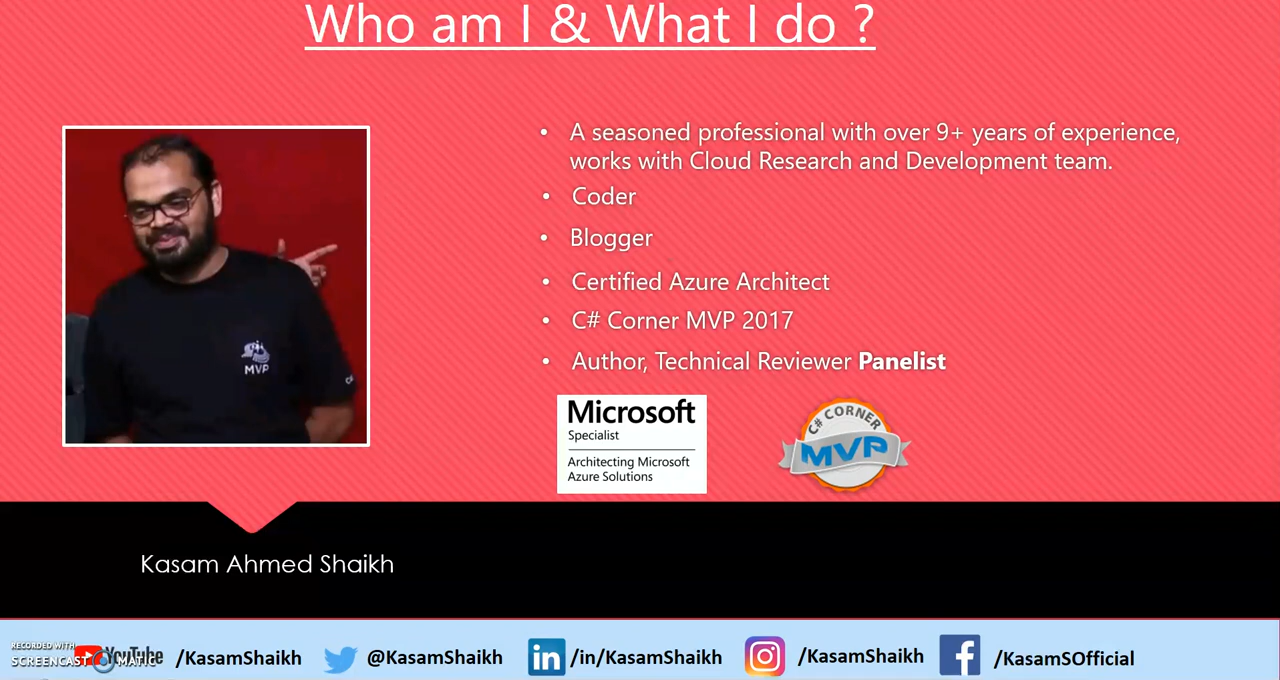 Who am I & What I do ?
• A seasoned professional with over 9+ years of experience,
works with Cloud Research and Development team.
• Coder
• Blogger
• Certified Azure Architect
• C# Corner MVP 2017
• Author, Technical Reviewer Panelist
MVP
Microsoft
Specialist
Architecting Microsoft
Azure Solutions
C# CORNER
MVP
Kasam Ahmed Shaikh
RECORDED WITH
SCREENCAST MATIC
YouTube /KasamShaikh @KasamShaikh in /in/KasamShaikh /KasamShaikh f /KasamSOfficial